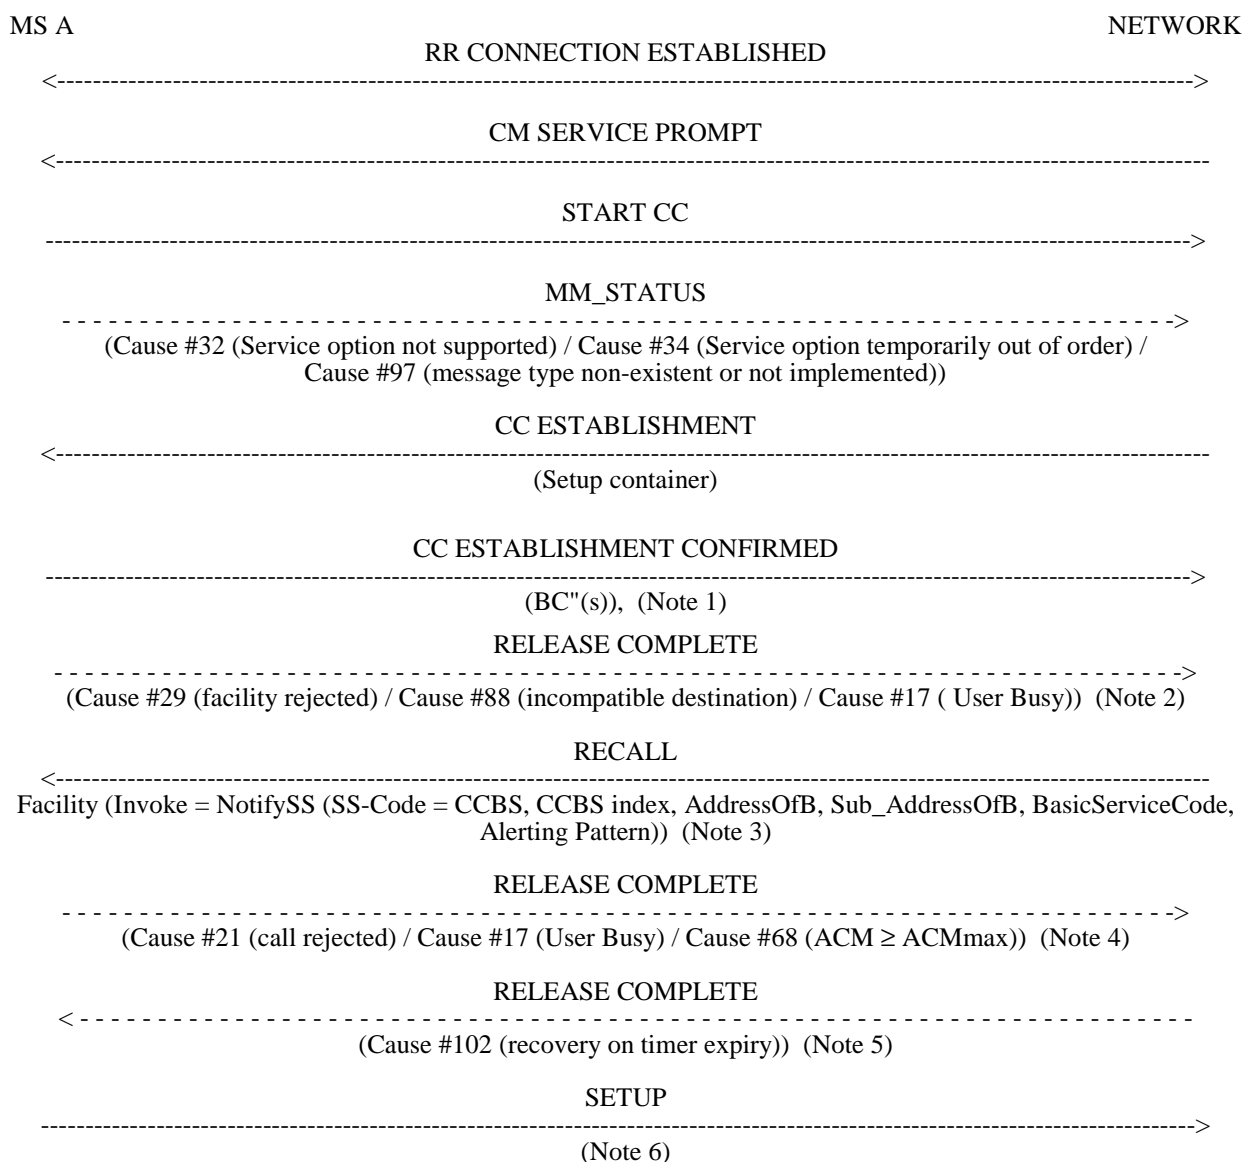 MS A NETWORK
RR CONNECTION ESTABLISHED
<------------------------------------------------------------------>
CM SERVICE PROMPT
<------------------------------------------------------------------
START CC
------------------------------------------------------------------>
MM_STATUS
- - - - - - - - - - - - - - - - - - - - - - - - - - - - - - - - ->
(Cause #32 (Service option not supported) / Cause #34 (Service option temporarily out of order) /
Cause #97 (message type non-existent or not implemented))
CC ESTABLISHMENT
<------------------------------------------------------------------
(Setup container)
CC ESTABLISHMENT CONFIRMED
------------------------------------------------------------------>
(BC"(s)), (Note 1)
RELEASE COMPLETE
- - - - - - - - - - - - - - - - - - - - - - - - - - - - - - - - ->
(Cause #29 (facility rejected) / Cause #88 (incompatible destination) / Cause #17 ( User Busy)) (Note 2)
RECALL
<------------------------------------------------------------------
Facility (Invoke = NotifySS (SS-Code = CCBS, CCBS index, AddressOfB, Sub_AddressOfB, BasicServiceCode,
Alerting Pattern)) (Note 3)
RELEASE COMPLETE
- - - - - - - - - - - - - - - - - - - - - - - - - - - - - - - - ->
(Cause #21 (call rejected) / Cause #17 (User Busy) / Cause #68 (ACM ≥ ACMmax)) (Note 4)
RELEASE COMPLETE
< - - - - - - - - - - - - - - - - - - - - - - - - - - - - - - - -
(Cause #102 (recovery on timer expiry)) (Note 5)
SETUP
------------------------------------------------------------------>
(Note 6)